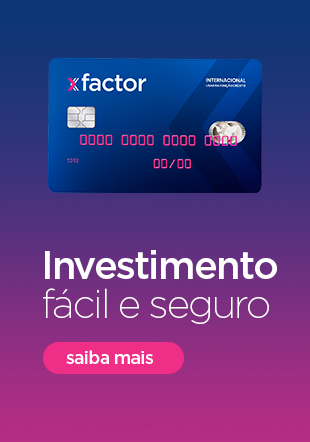 xfactor
INTERNACIONAL
0000 0000 0000 0000
00/00
Investimento
fácil e seguro
saiba mais